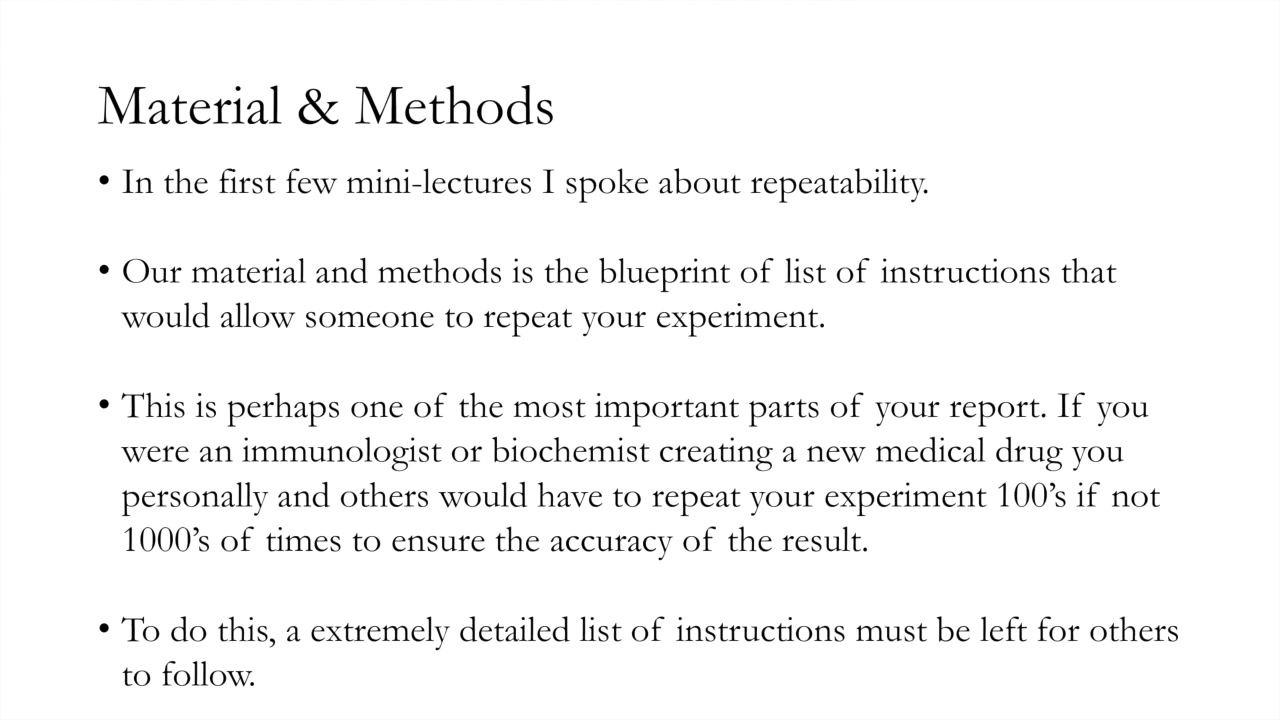 Material & Methods
• In the first few mini-lectures I spoke about repeatability.
• Our material and methods is the blueprint of list of instructions that
would allow someone to repeat your experiment.
• This is perhaps one of the most important parts of your report. If you
were an immunologist or biochemist creating a new medical drug you
personally and others would have to repeat your experiment 100’s if not
1000’s of times to ensure the accuracy of the result.
• To do this, a extremely detailed list of instructions must be left for others
to follow.